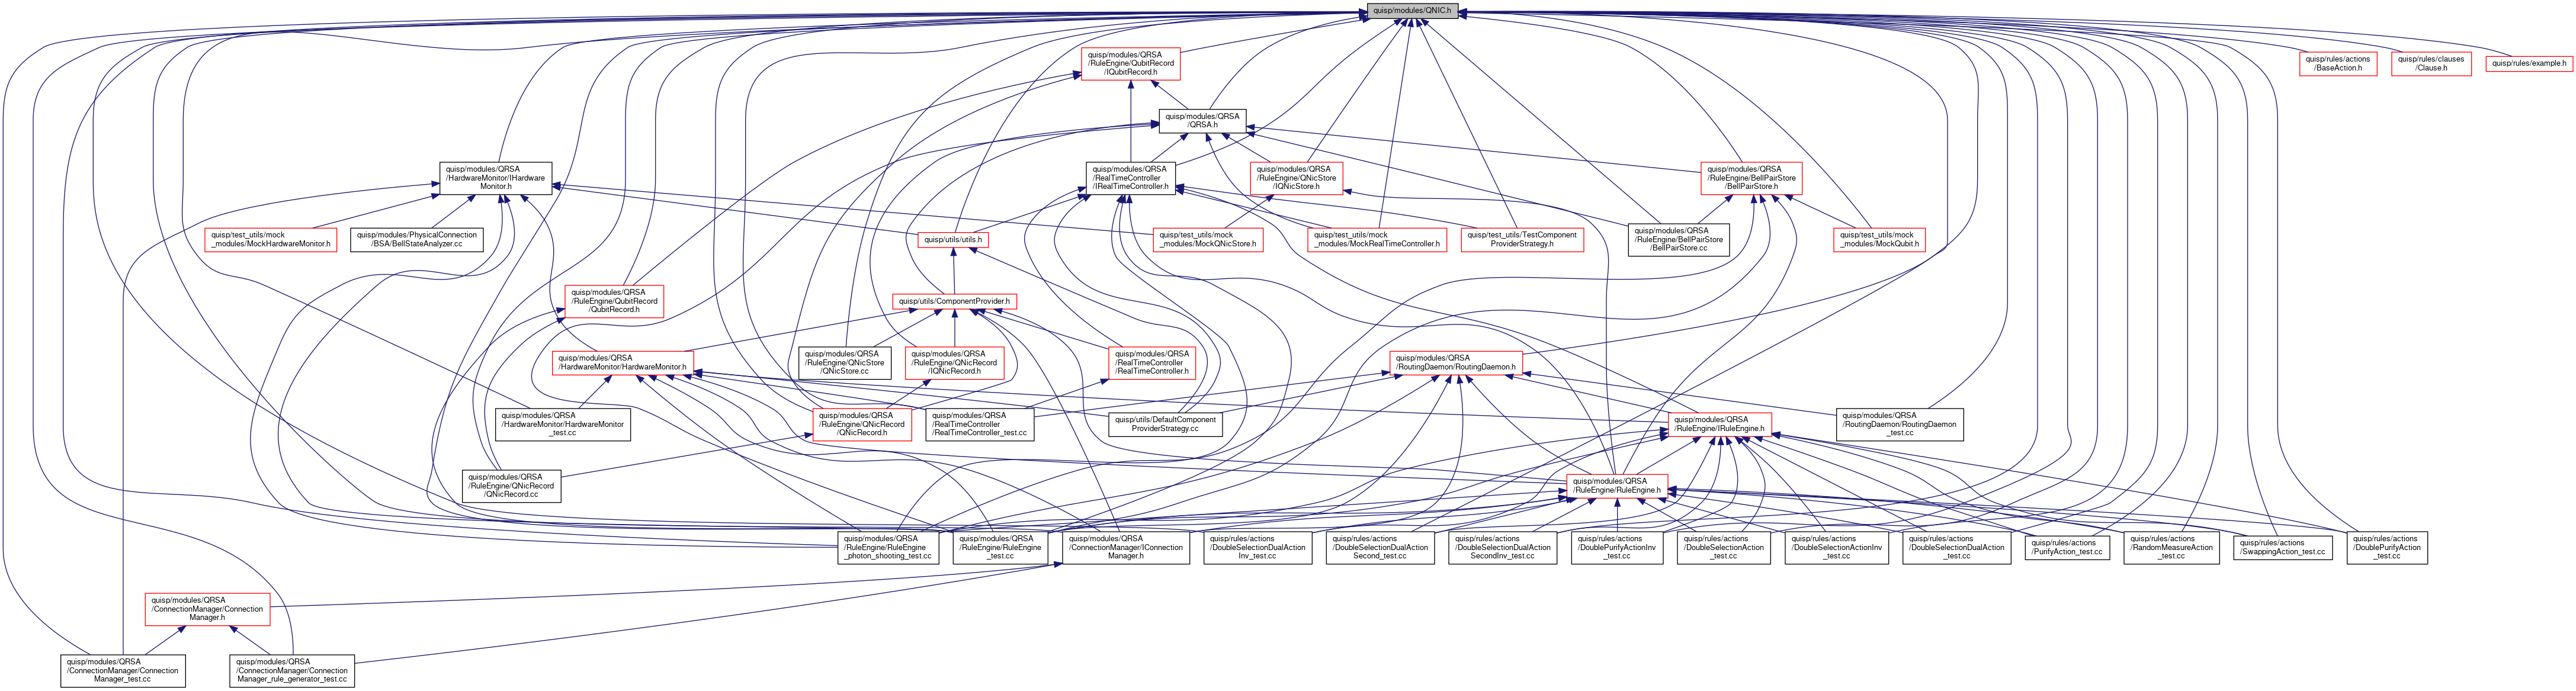 quisp/modules/QNIC.h
quisp/modules/QRSA
/RuleEngine/QubitRecord
/IQubitRecord.h
quisp/rules/actions
/BaseAction.h
quisp/rules/clauses
/Clause.h
quisp/rules/example.h
quisp/modules/QRSA
/QRSA.h
quisp/modules/QRSA
/HardwareMonitor/IHardware
Monitor.h
quisp/modules/QRSA
/RealTimeController
/IRealTimeController.h
quisp/modules/QRSA
/RuleEngine/QNicStore
/IQNicStore.h
quisp/modules/QRSA
/RuleEngine/BellPairStore
/BellPairStore.h
quisp/test_utils/mock
_modules/MockHardwareMonitor.h
quisp/modules/PhysicalConnection
/BSA/BellStateAnalyzer.cc
quisp/utils/utils.h
quisp/test_utils/mock
_modules/MockQNicStore.h
quisp/test_utils/mock
_modules/MockRealTimeController.h
quisp/test_utils/TestComponent
ProviderStrategy.h
quisp/modules/QRSA
/RuleEngine/BellPairStore
/BellPairStore.cc
quisp/test_utils/mock
_modules/MockQubit.h
quisp/modules/QRSA
/RuleEngine/QubitRecord
/QubitRecord.h
quisp/utils/ComponentProvider.h
quisp/modules/QRSA
/HardwareMonitor/HardwareMonitor.h
quisp/modules/QRSA
/RuleEngine/QNicStore
/QNicStore.cc
quisp/modules/QRSA
/RuleEngine/QNicRecord
/IQNicRecord.h
quisp/modules/QRSA
/RealTimeController
/RealTimeController.h
quisp/modules/QRSA
/RoutingDaemon/RoutingDaemon.h
quisp/modules/QRSA
/HardwareMonitor/HardwareMonitor
_test.cc
quisp/modules/QRSA
/RuleEngine/QNicRecord
/QNicRecord.h
quisp/modules/QRSA
/RealTimeController
/RealTimeController_test.cc
quisp/utils/DefaultComponent
ProviderStrategy.cc
quisp/modules/QRSA
/RuleEngine/IRuleEngine.h
quisp/modules/QRSA
/RoutingDaemon/RoutingDaemon
_test.cc
quisp/modules/QRSA
/RuleEngine/QNicRecord
/QNicRecord.cc
quisp/modules/QRSA
/RuleEngine/RuleEngine.h
quisp/modules/QRSA
/RuleEngine/RuleEngine
_photon_shooting_test.cc
quisp/modules/QRSA
/RuleEngine/RuleEngine
_test.cc
quisp/modules/QRSA
/ConnectionManager/IConnection
Manager.h
quisp/rules/actions
/DoubleSelectionDualAction
Inv_test.cc
quisp/rules/actions
/DoubleSelectionDualAction
Second_test.cc
quisp/rules/actions
/DoubleSelectionDualAction
SecondInv_test.cc
quisp/rules/actions
/DoublePurifyActionInv
_test.cc
quisp/rules/actions
/DoubleSelectionAction
_test.cc
quisp/rules/actions
/DoubleSelectionActionInv
_test.cc
quisp/rules/actions
/DoubleSelectionDualAction
_test.cc
quisp/rules/actions
/PurifyAction_test.cc
quisp/rules/actions
/RandomMeasureAction
_test.cc
quisp/rules/actions
/SwappingAction_test.cc
quisp/rules/actions
/DoublePurifyAction
_test.cc
quisp/modules/QRSA
/ConnectionManager/Connection
Manager.h
quisp/modules/QRSA
/ConnectionManager/Connection
Manager_test.cc
quisp/modules/QRSA
/ConnectionManager/Connection
Manager_rule_generator_test.cc